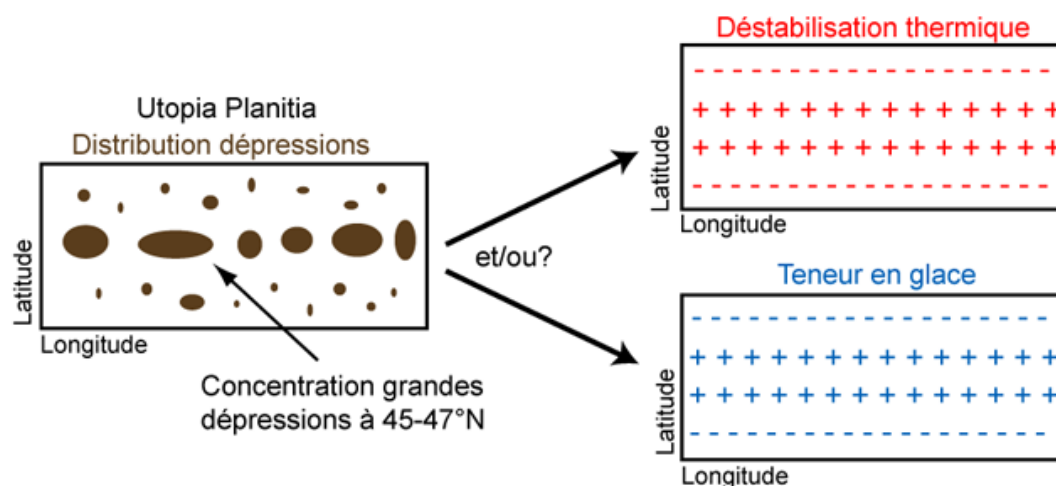 Utopia Planitia
Distribution dépressions
Latitude
Longitude
Concentration grandes
dépressions à 45-47°N
et/ou?
Déstabilisation thermique
- - - - - - - - - - - - - - - - - - - - - -
+ + + + + + + + + + + + + +
+ + + + + + + + + + + + + +
- - - - - - - - - - - - - - - - - - - - - -
Latitude
Longitude
Teneur en glace
- - - - - - - - - - - - - - - - - - - - - -
+ + + + + + + + + + + + + +
+ + + + + + + + + + + + + +
- - - - - - - - - - - - - - - - - - - - - -
Latitude
Longitude